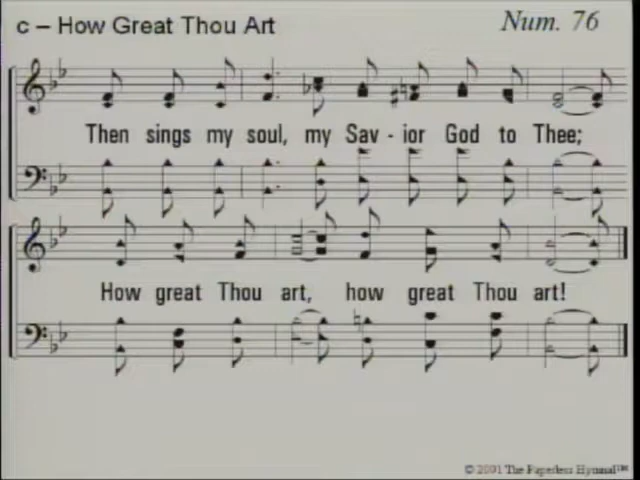 c – How Great Thou Art
Num. 76
Then sings my soul, my Sav - ior God to Thee;
How great Thou art, how great Thou art!
© 2001 The Paperless Hymnal™